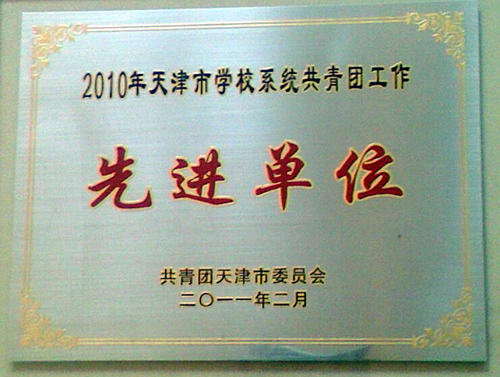 2010年天津市学校系统共青团工作
先进单位
共青团天津市委员会
二〇一一年二月